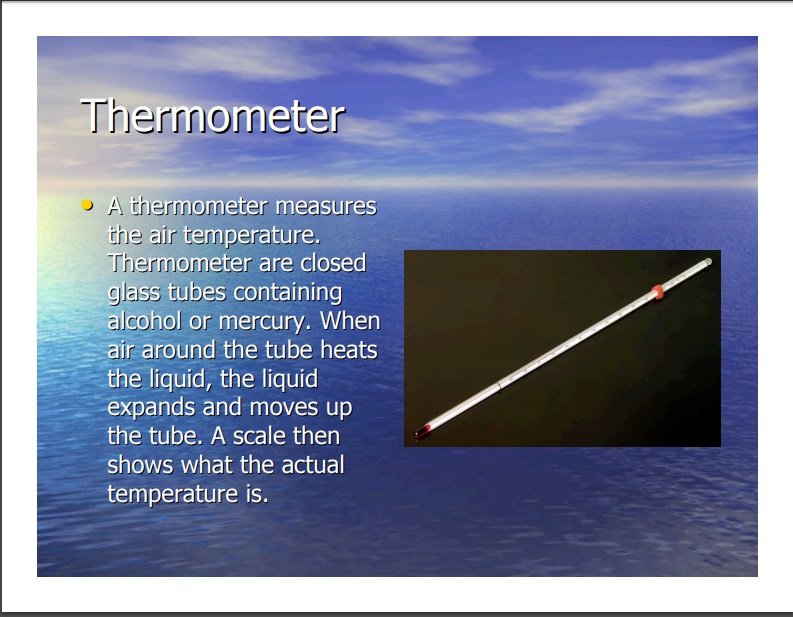 Thermometer
A thermometer measures
the air temperature.
Thermometer are closed
glass tubes containing
alcohol or mercury. When
air around the tube heats
the liquid, the liquid
expands and moves up
the tube. A scale then
shows what the actual
temperature is.